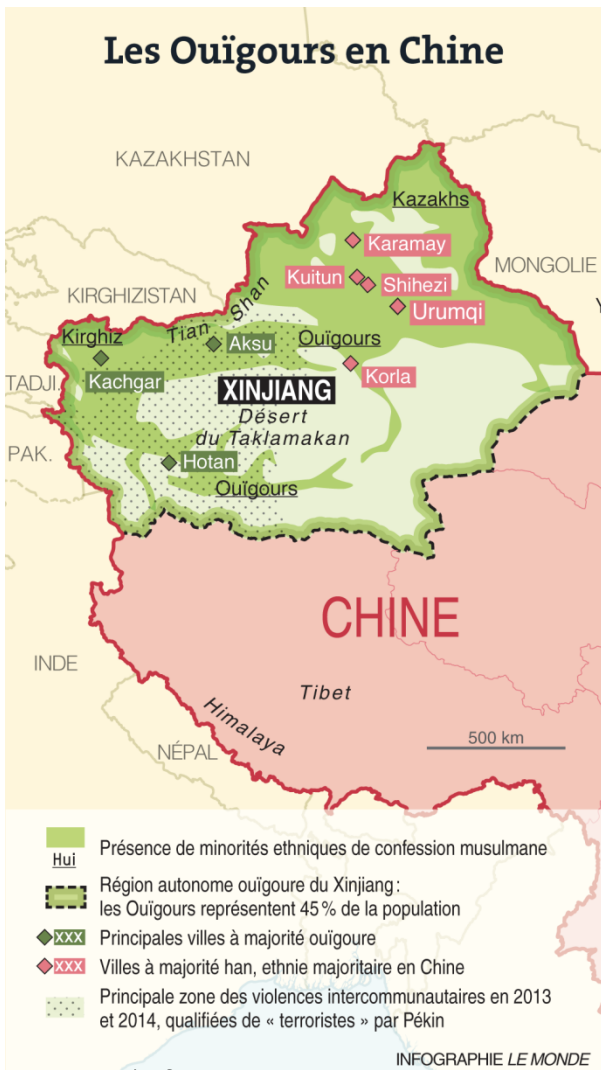 Les Ouïgours en Chine
KAZAKHSTAN
Kazakhs
Karamay
MONGOLIE
Kuitun
Shihezi
KIRGHIZISTAN
Urumqi
Y
Tian Shan
Kirghiz
Aksu
Ouïgours
Kachgar
Korla
TADJI.
XINJIANG
Désert
du Taklamakan
PAK.
Hotan
Ouïgours
CHINE
INDE
Tibet
Himalaya
500 km
NÉPAL
Présence de minorités ethniques de confession musulmane
Hui
Région autonome ouïgoure du Xinjiang :
les Ouïgours représentent 45 % de la population
XXX Principales villes à majorité ouïgoure
XXX Villes à majorité han, ethnie majoritaire en Chine
Principale zone des violences intercommunautaires en 2013
et 2014, qualifiées de « terroristes » par Pékin
INFOGRAPHIE LE MONDE